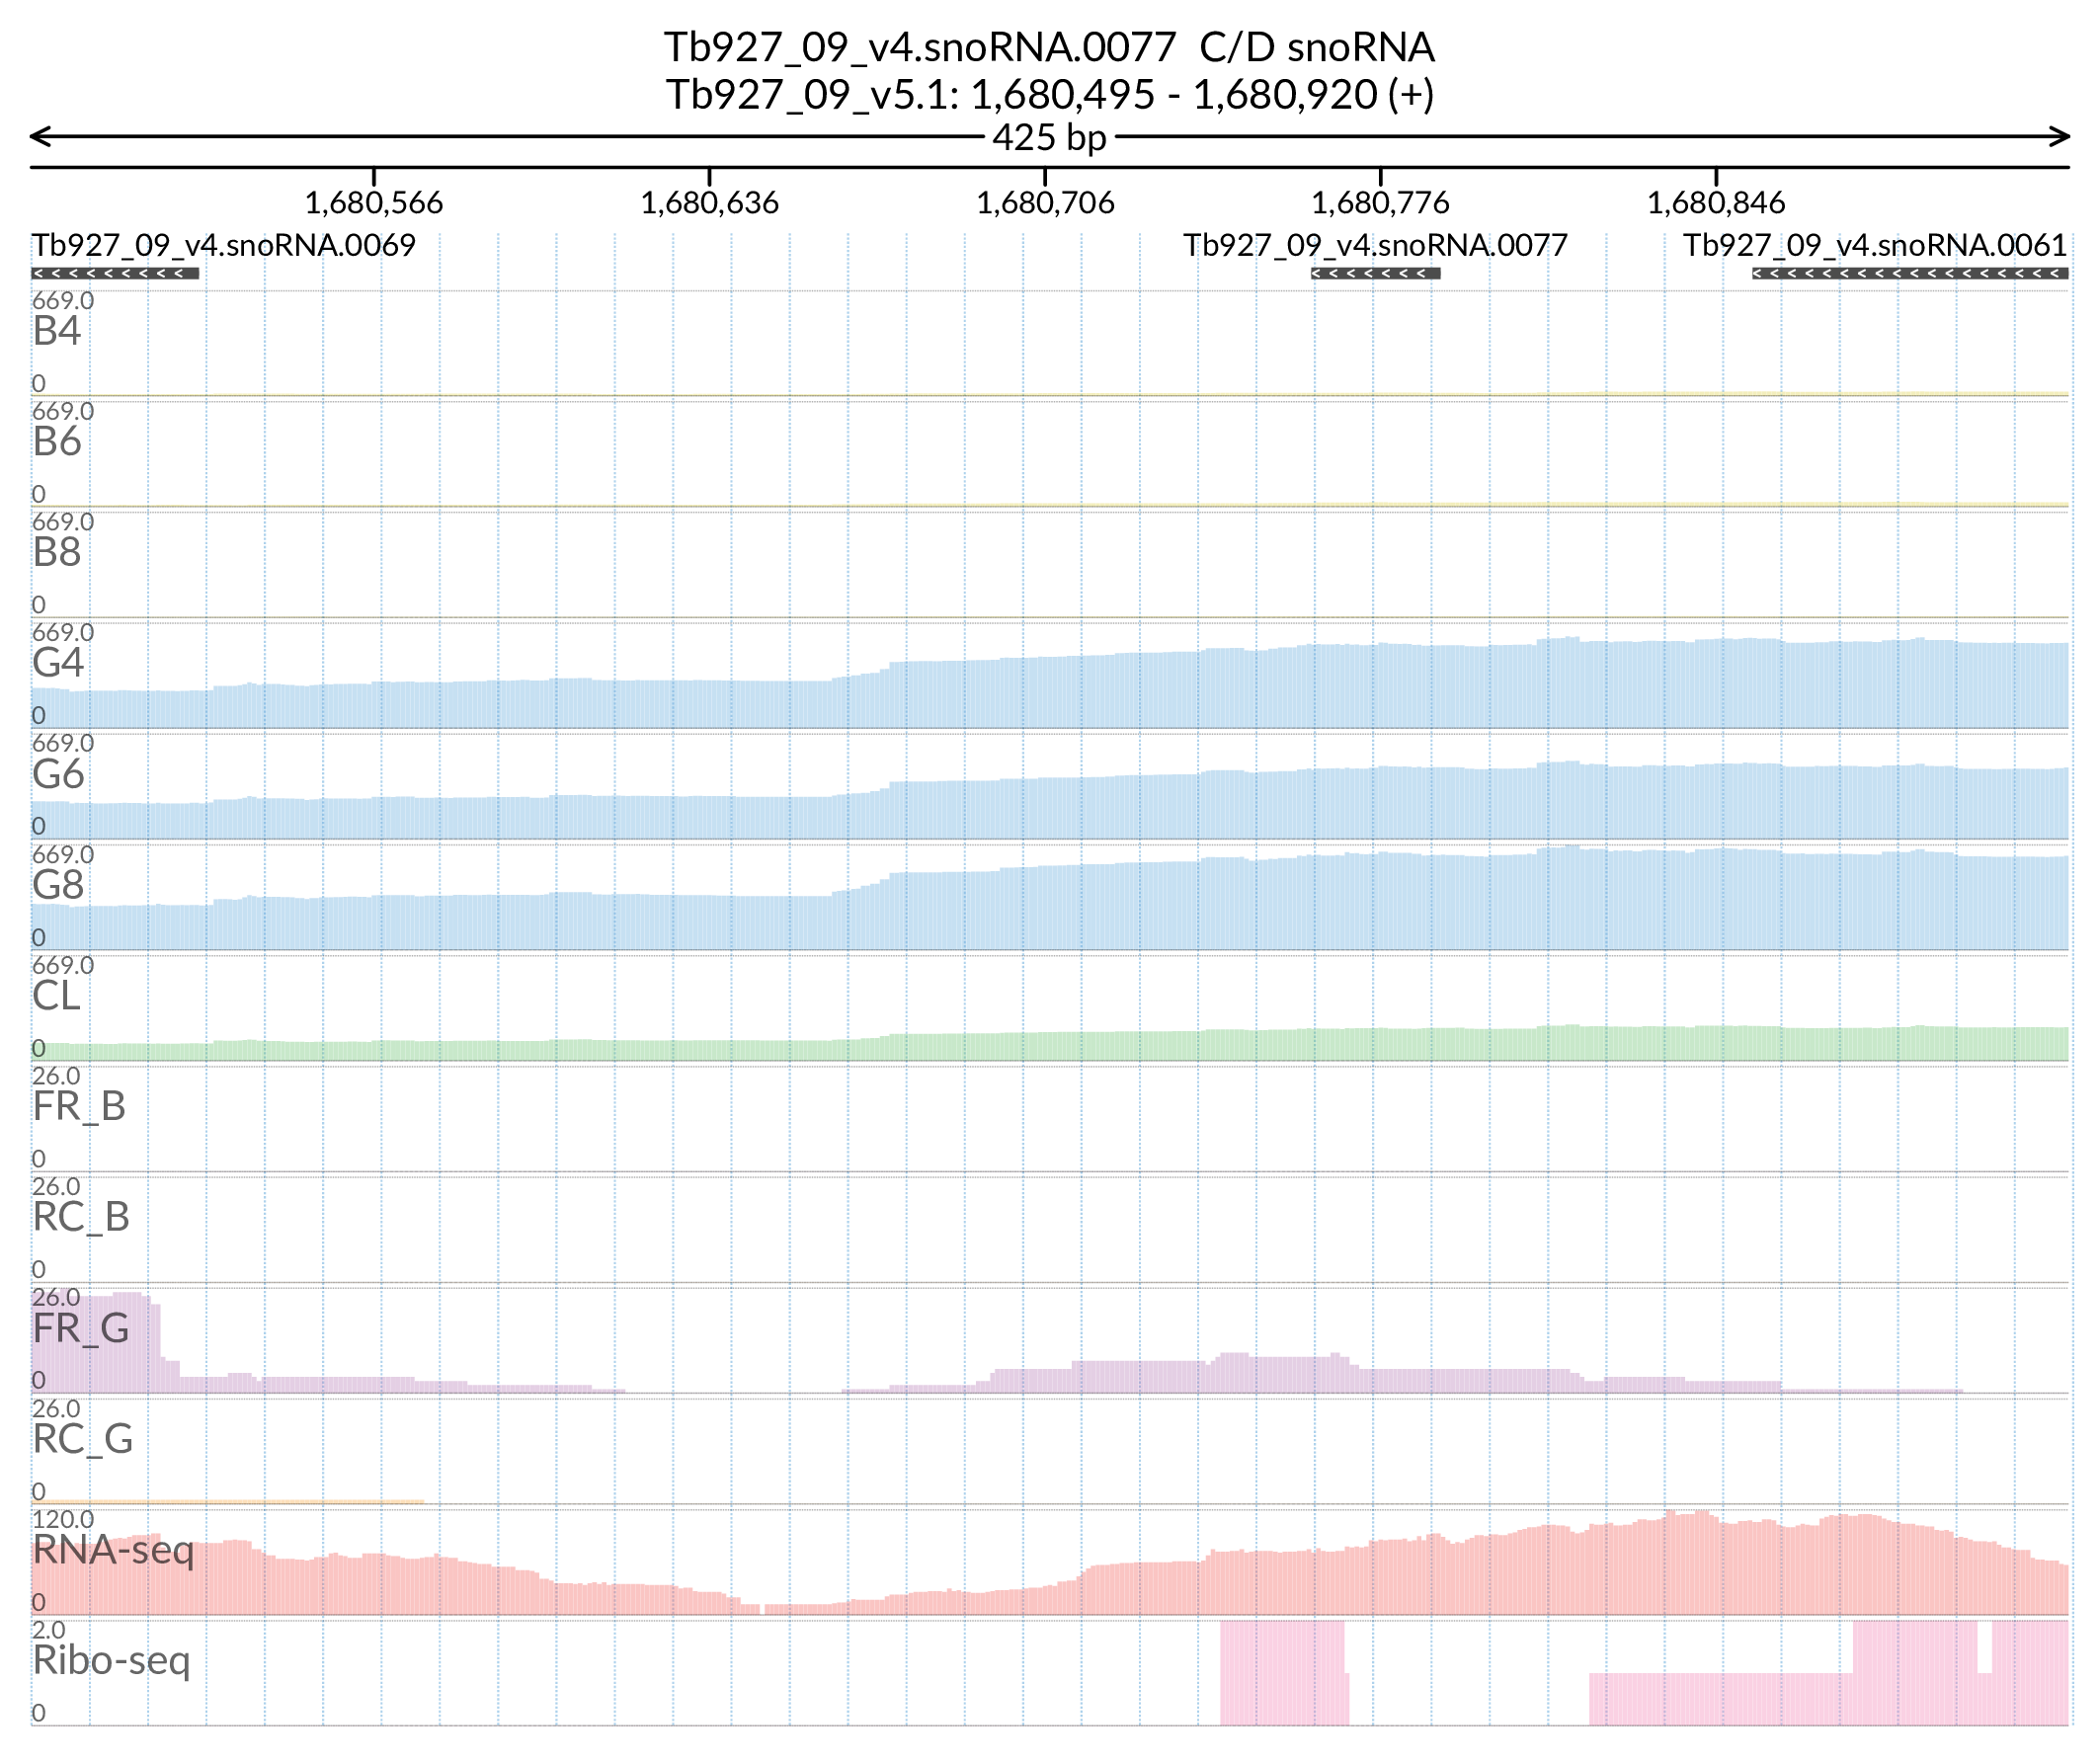 Tb927_09_v4.snoRNA.0077 C/D snoRNA
Tb927_09_v5.1: 1,680,495 - 1,680,920 (+)
425 bp
1,680,566 1,680,636 1,680,706 1,680,776 1,680,846
Tb927_09_v4.snoRNA.0069 Tb927_09_v4.snoRNA.0077 Tb927_09_v4.snoRNA.0061
669.0
B4
0
669.0
B6
0
669.0
B8
0
669.0
G4
0
669.0
G6
0
669.0
G8
0
669.0
CL
0
26.0
FR_B
0
26.0
RC_B
0
26.0
FR_G
0
26.0
RC_G
0
120.0
RNA-seq
0
2.0
Ribo-seq
0